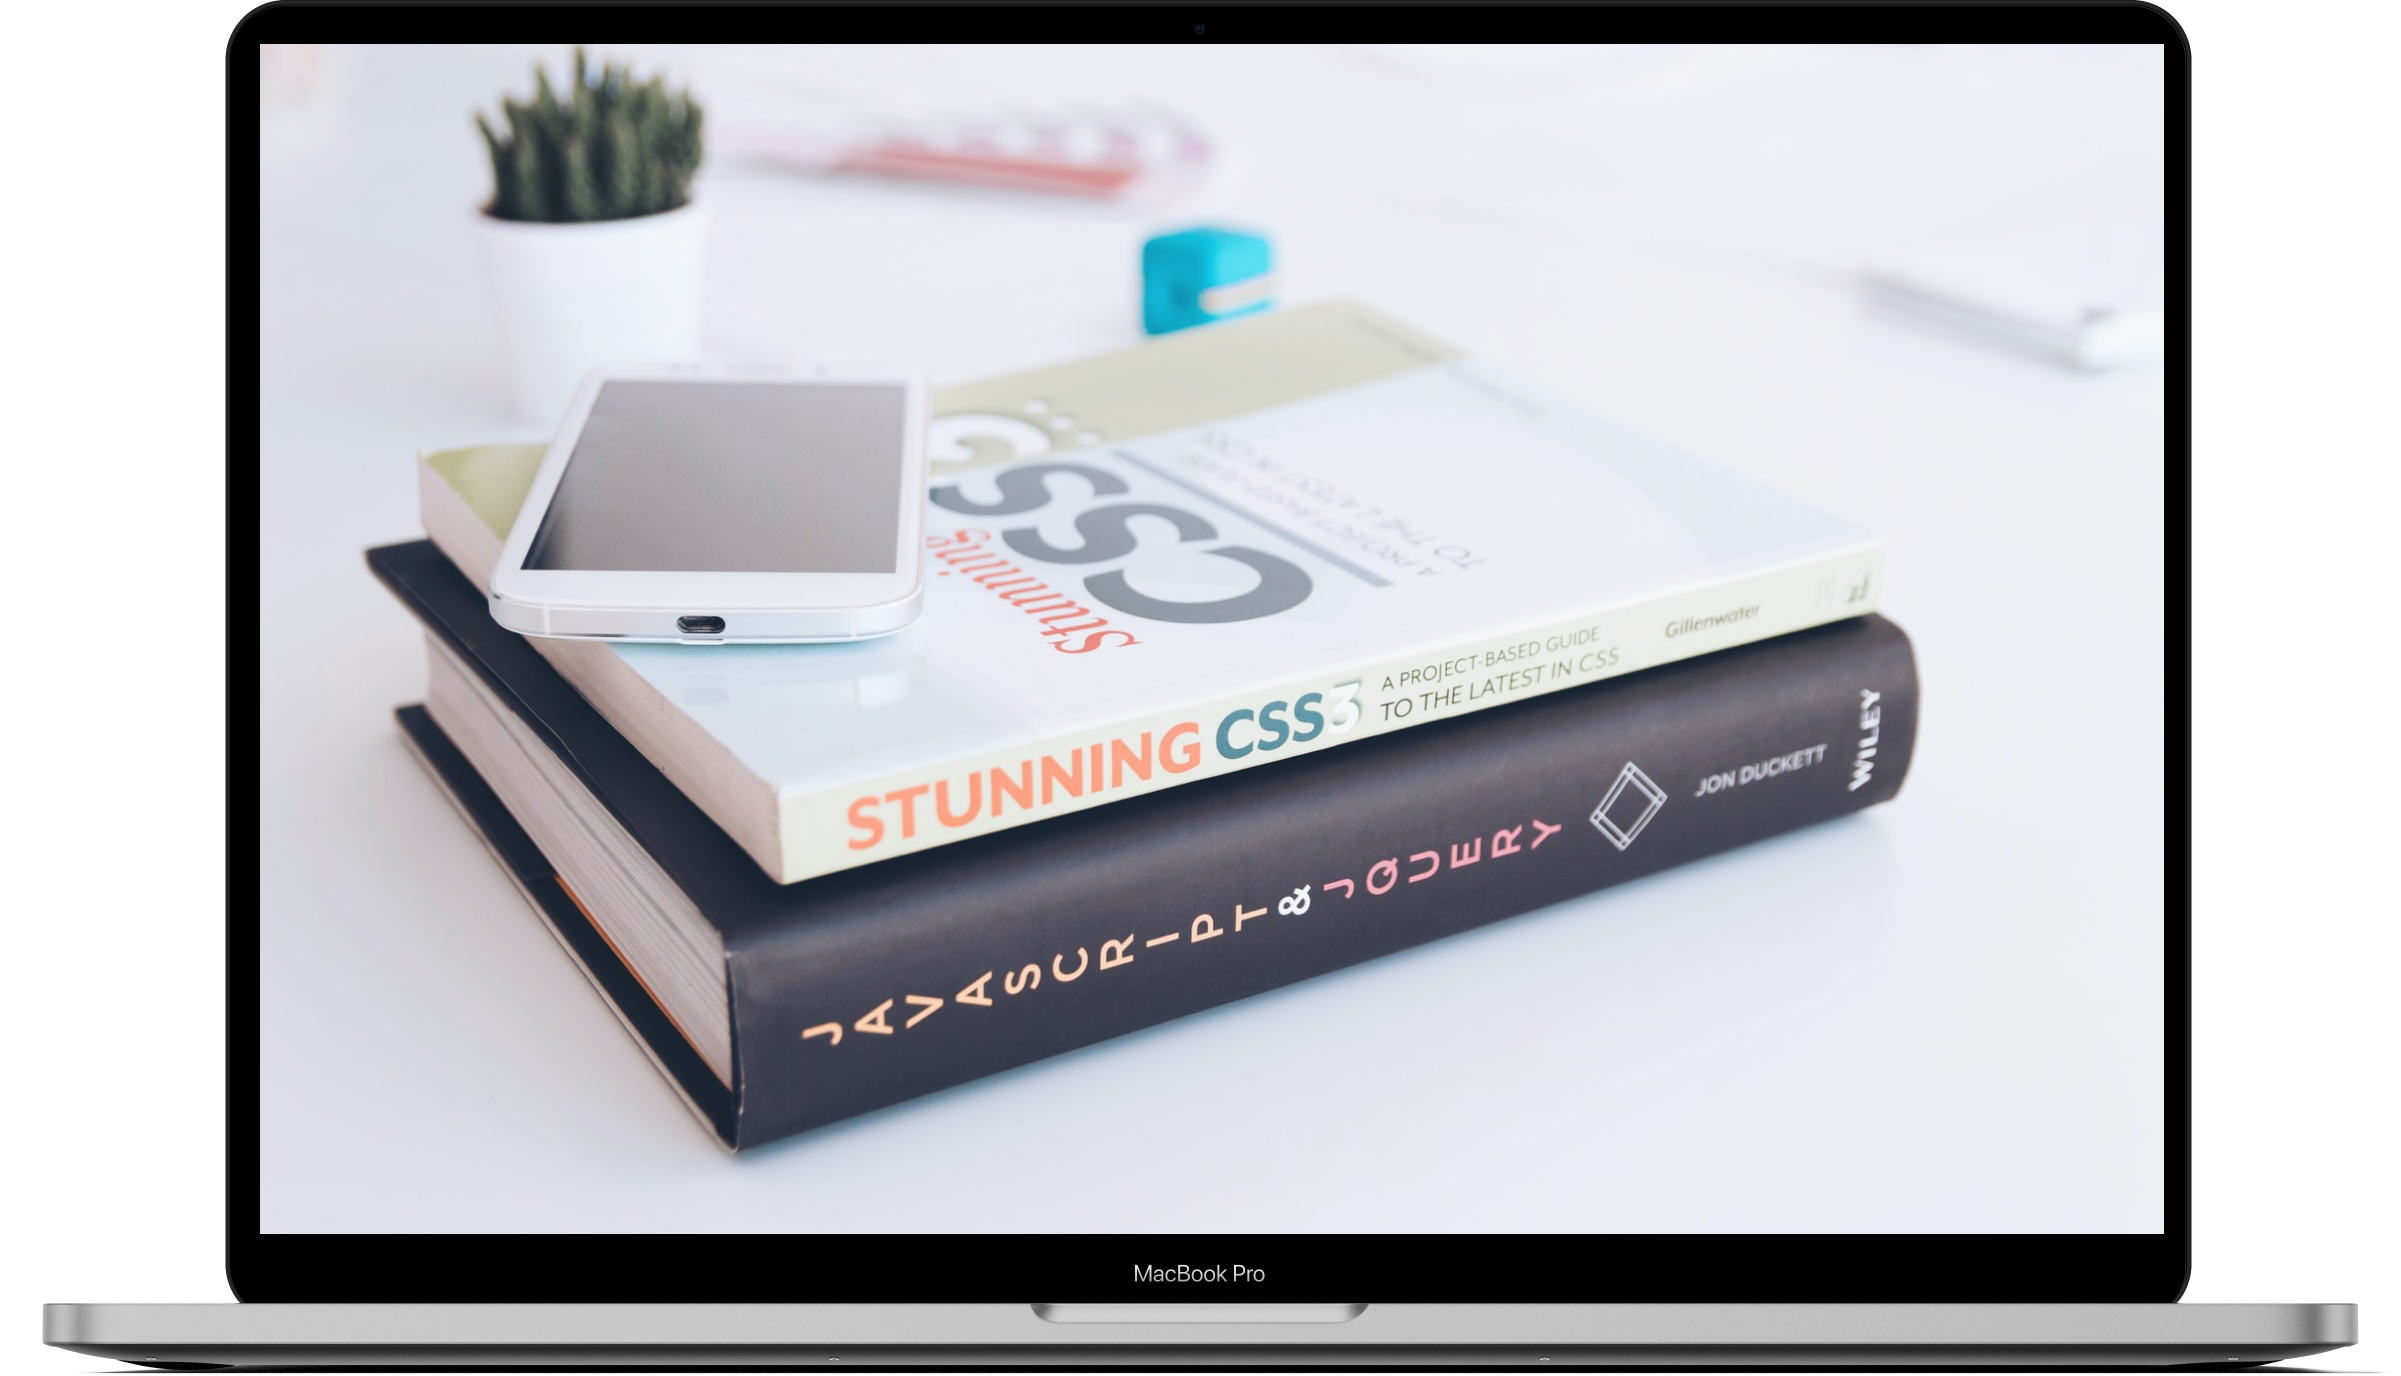 CSS3
Stunning
A PROJECT-BASED GUIDE
TO THE LATEST IN CSS
STUNNING CSS3
A PROJECT-BASED GUIDE
TO THE LATEST IN CSS
Gillenwater
JAVASCRIPT & JQUERY
JON DUCKETT
WILEY
MacBook Pro